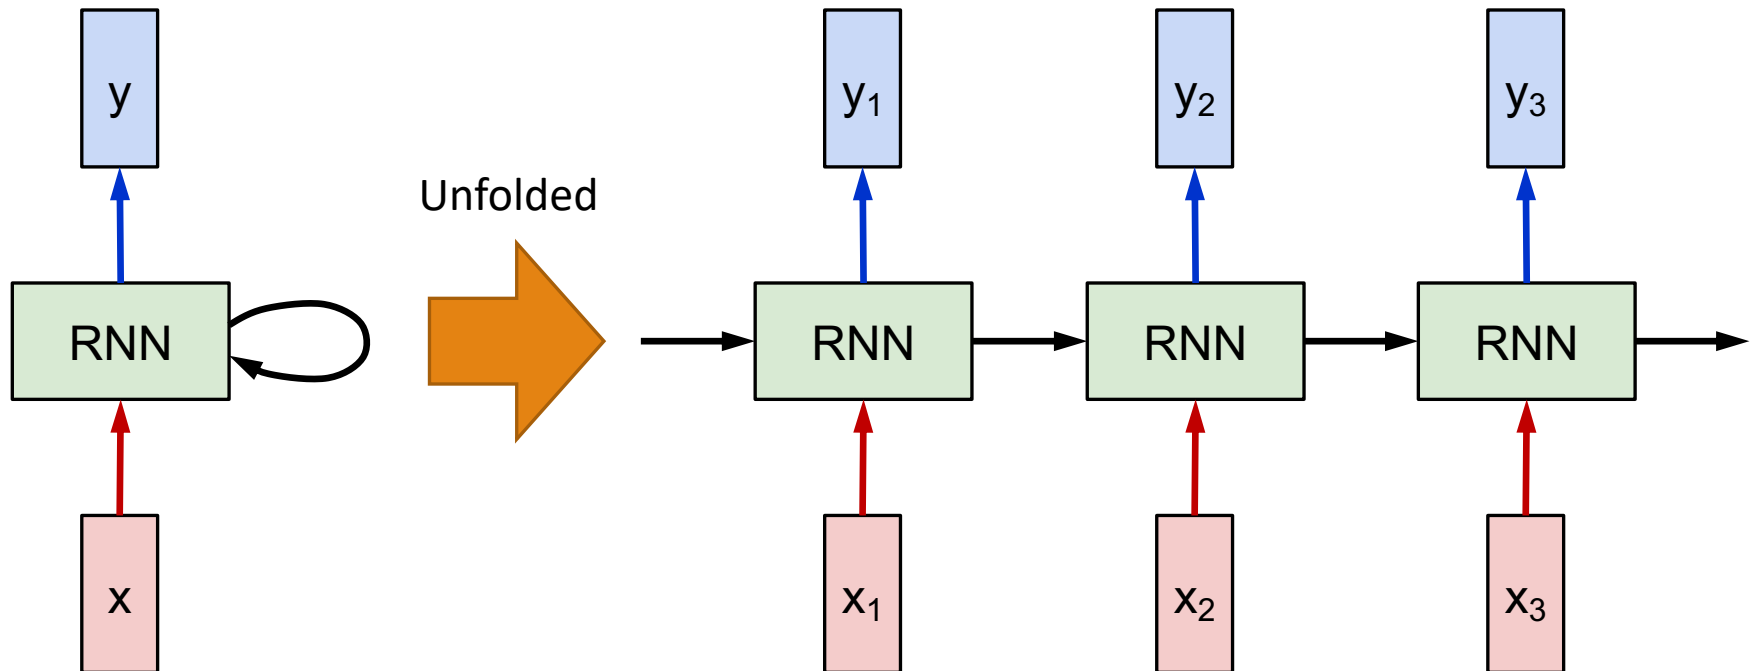 y
y₁
y₂
y₃
Unfolded
RNN
RNN
RNN
RNN
x
x₁
x₂
x₃